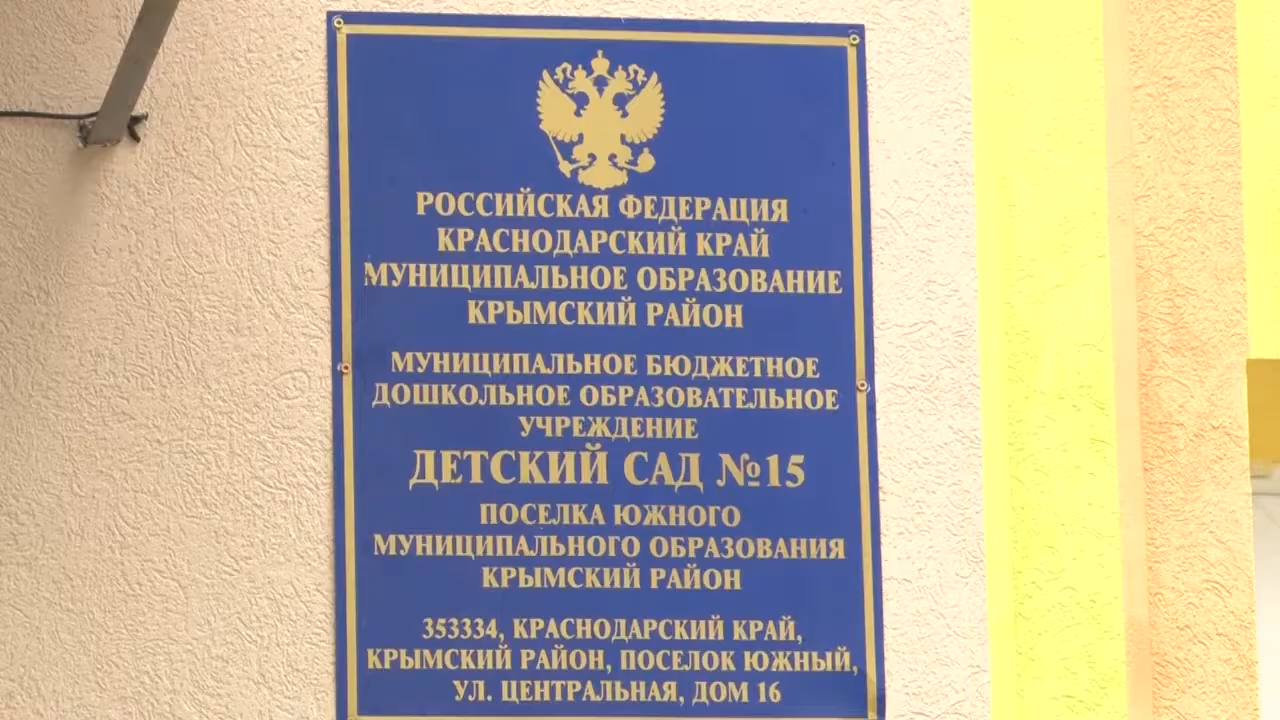 РОССИЙСКАЯ ФЕДЕРАЦИЯ
КРАСНОДАРСКИЙ КРАЙ
МУНИЦИПАЛЬНОЕ ОБРАЗОВАНИЕ
КРЫМСКИЙ РАЙОН
МУНИЦИПАЛЬНОЕ БЮДЖЕТНОЕ
ДОШКОЛЬНОЕ ОБРАЗОВАТЕЛЬНОЕ
УЧРЕЖДЕНИЕ
ДЕТСКИЙ САД №15
ПОСЕЛКА ЮЖНОГО
МУНИЦИПАЛЬНОГО ОБРАЗОВАНИЯ
КРЫМСКИЙ РАЙОН
353334, КРАСНОДАРСКИЙ КРАЙ,
КРЫМСКИЙ РАЙОН, ПОСЕЛОК ЮЖНЫЙ,
УЛ. ЦЕНТРАЛЬНАЯ, ДОМ 16